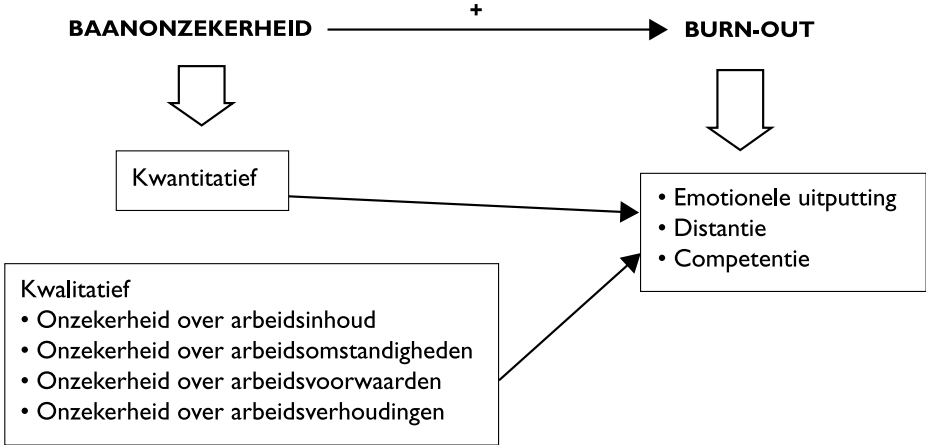 +
BAANONZEKERHEID
BURN-OUT
Kwantitatief
• Emotionele uitputting
• Distantie
• Competentie
Kwalitatief
• Onzekerheid over arbeidsinhoud
• Onzekerheid over arbeidsomstandigheden
• Onzekerheid over arbeidsvoorwaarden
• Onzekerheid over arbeidsverhoudingen